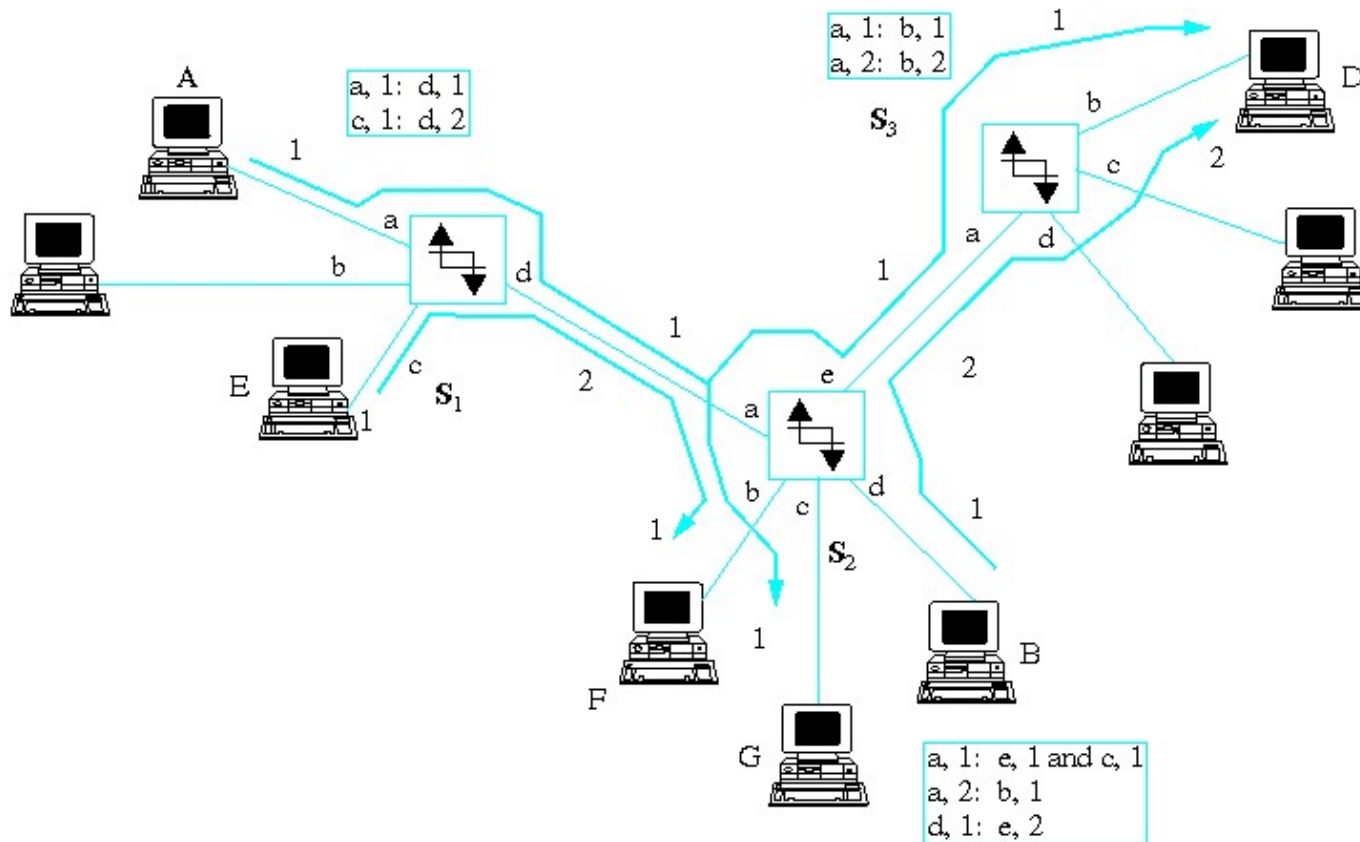 1
a, 1: b, 1
a, 2: b, 2
A
a, 1: d, 1
c, 1: d, 2
D
b
S3
1
2
c
a
a
d
b
d
1
1
c
2
E
1
S1
2
e
a
b
c
d
1
1
S2
1
B
F
G
a, 1: e, 1 and c, 1
a, 2: b, 1
d, 1: e, 2